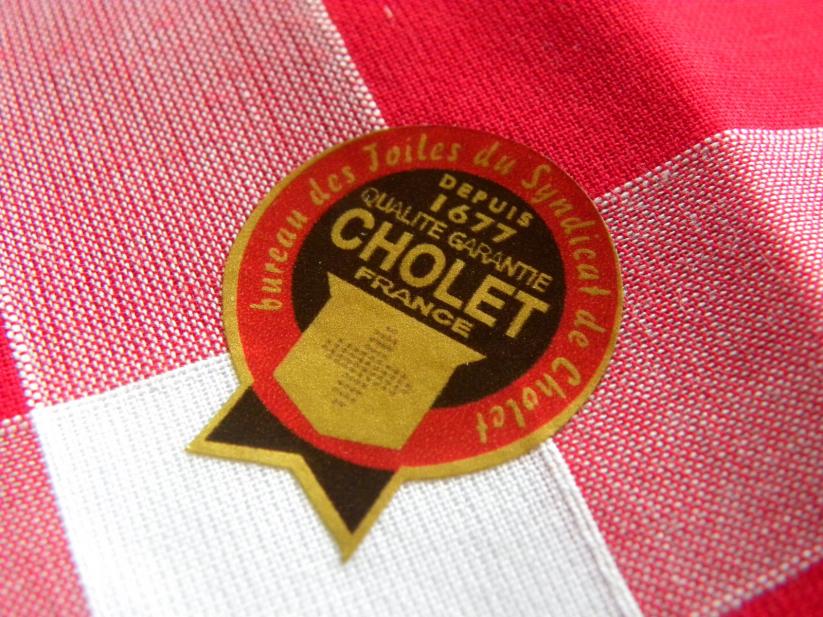 bureau des Toiles du Syndicat de Cholet
DEPUIS
1677
QUALITE GARANTIE
CHOLET
FRANCE